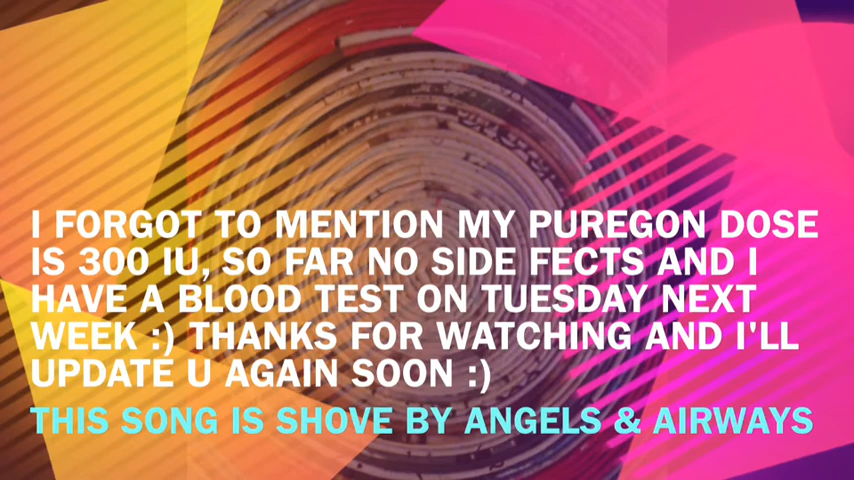 I FORGOT TO MENTION MY PUREGON DOSE
IS 300 IU, SO FAR NO SIDE FECTS AND I
HAVE A BLOOD TEST ON TUESDAY NEXT
WEEK :) THANKS FOR WATCHING AND I'LL
UPDATE U AGAIN SOON :)
THIS SONG IS SHOVE BY ANGELS & AIRWAYS